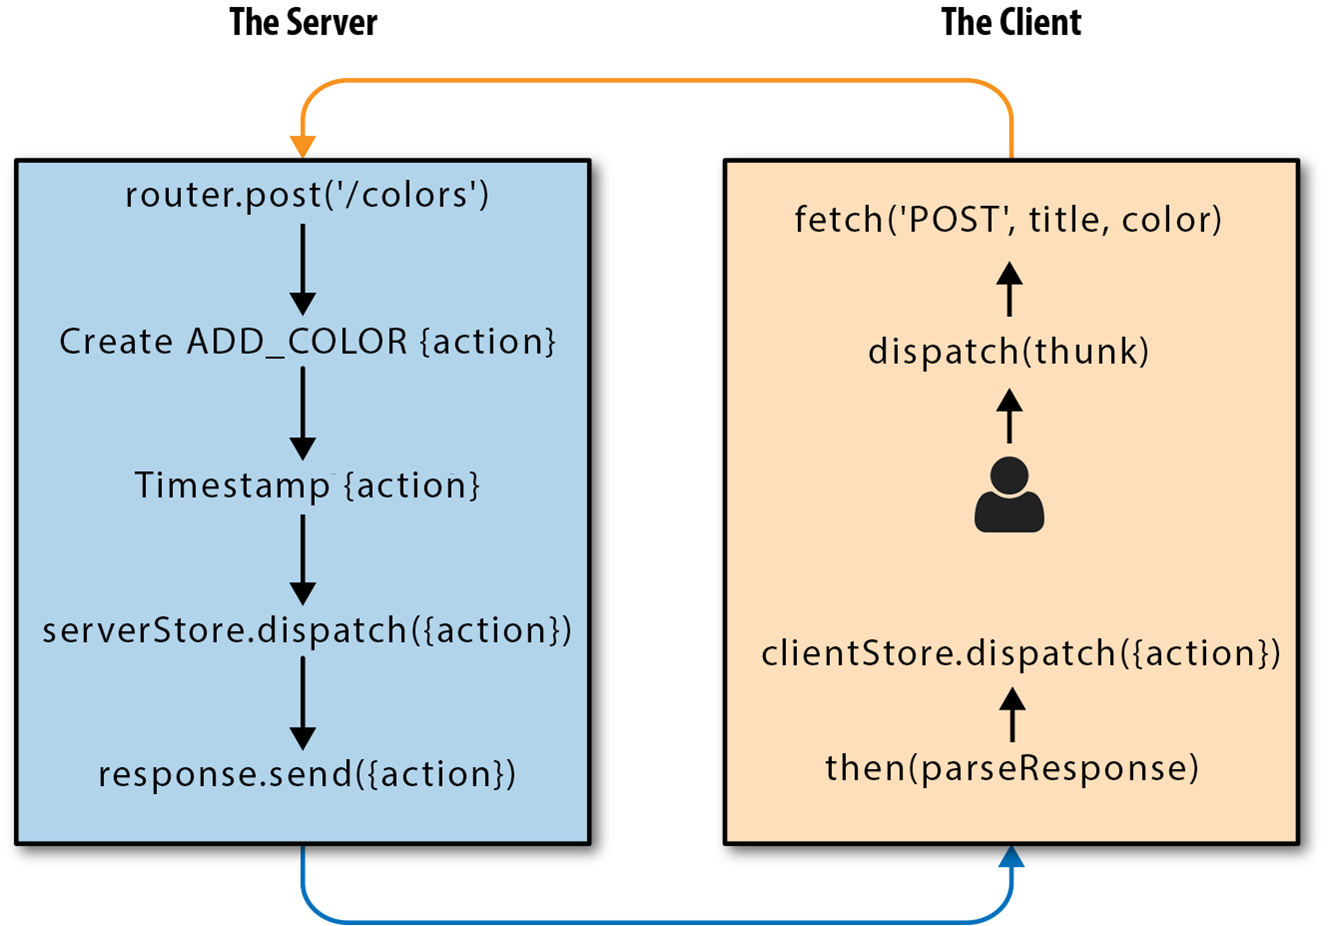 The Server
The Client
router.post('/colors')
Create ADD_COLOR {action}
Timestamp {action}
serverStore.dispatch({action})
response.send({action})
fetch('POST', title, color)
dispatch(thunk)
clientStore.dispatch({action})
then(parseResponse)